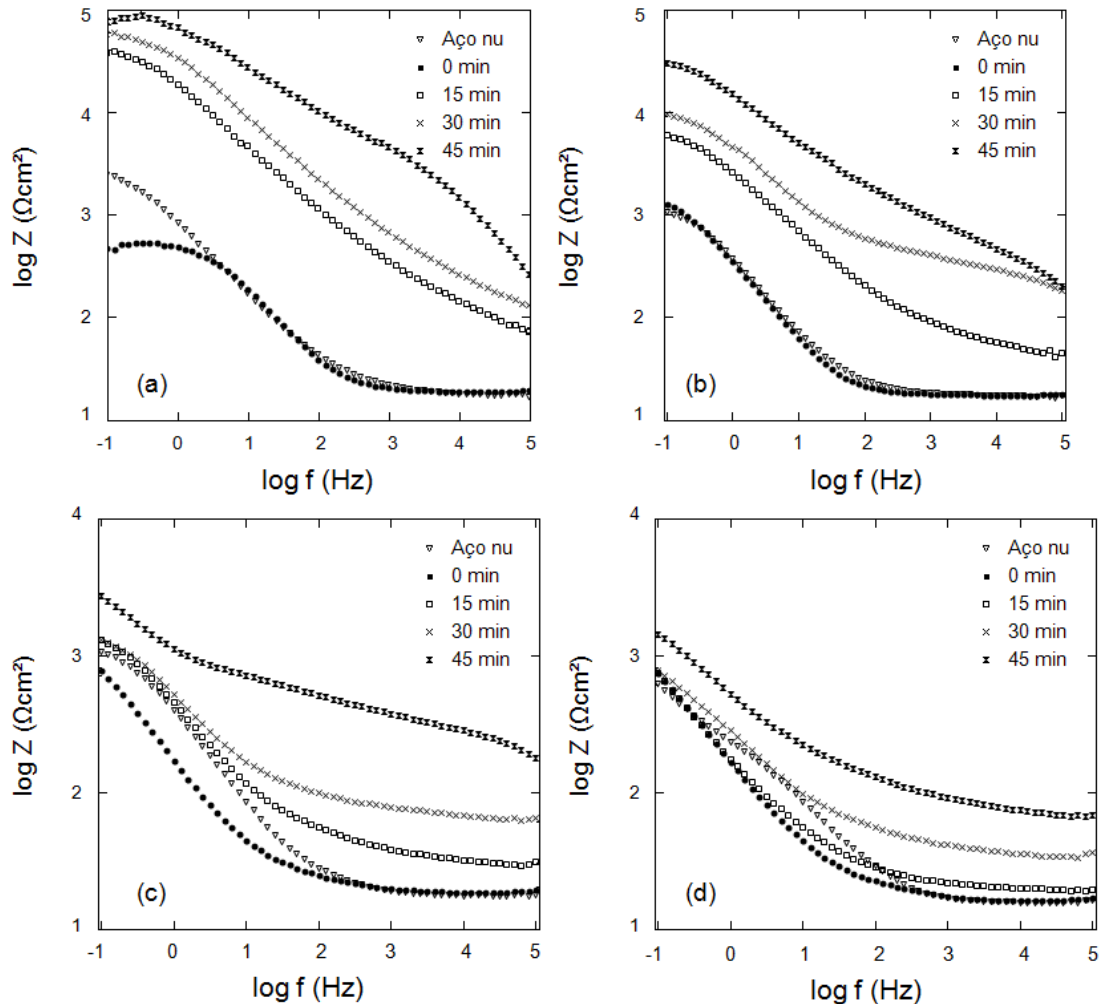 5
4
3
2
1
log Z (Ωcm²)
Aço nu
0 min
15 min
30 min
45 min
(a)
-1 0 1 2 3 4 5
log f (Hz)
5
4
3
2
1
log Z (Ωcm²)
Aço nu
0 min
15 min
30 min
45 min
(b)
-1 0 1 2 3 4 5
log f (Hz)
4
3
2
1
log Z (Ωcm²)
Aço nu
0 min
15 min
30 min
45 min
(c)
-1 0 1 2 3 4 5
log f (Hz)
4
3
2
1
log Z (Ωcm²)
Aço nu
0 min
15 min
30 min
45 min
(d)
-1 0 1 2 3 4 5
log f (Hz)